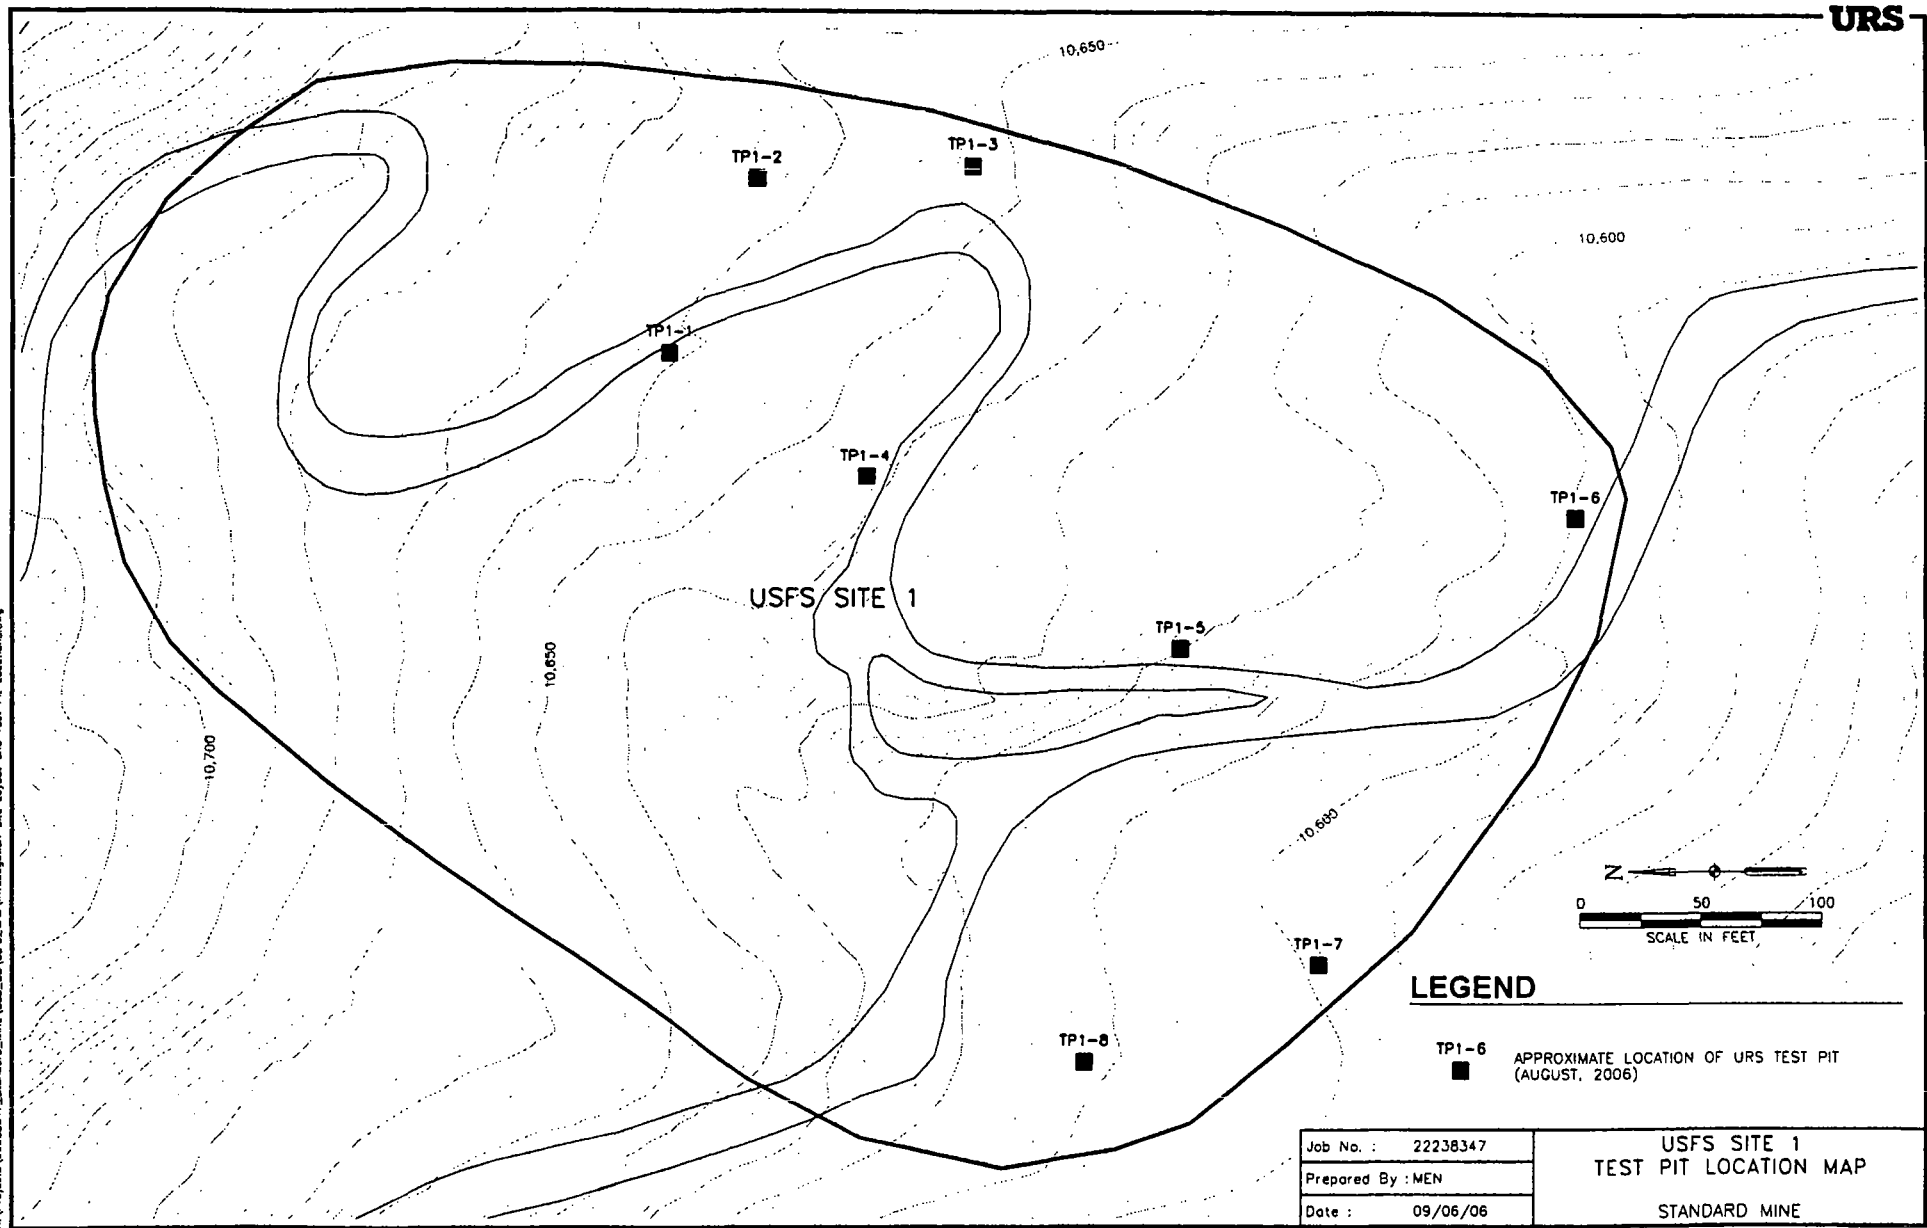 URS
10,650
TP1-3
TP1-2
10,600
TP1-1
TP1-4
TP1-6
USFS SITE 1
TP1-5
10,650
10,700
10,600
N
0 50 100
SCALE IN FEET
TP1-7
LEGEND
TP1-8
TP1-6 APPROXIMATE LOCATION OF URS TEST PIT
(AUGUST, 2006)
Job No. : 22238347
Prepared By : MEN
Date : 09/06/06
USFS SITE 1
TEST PIT LOCATION MAP
STANDARD MINE